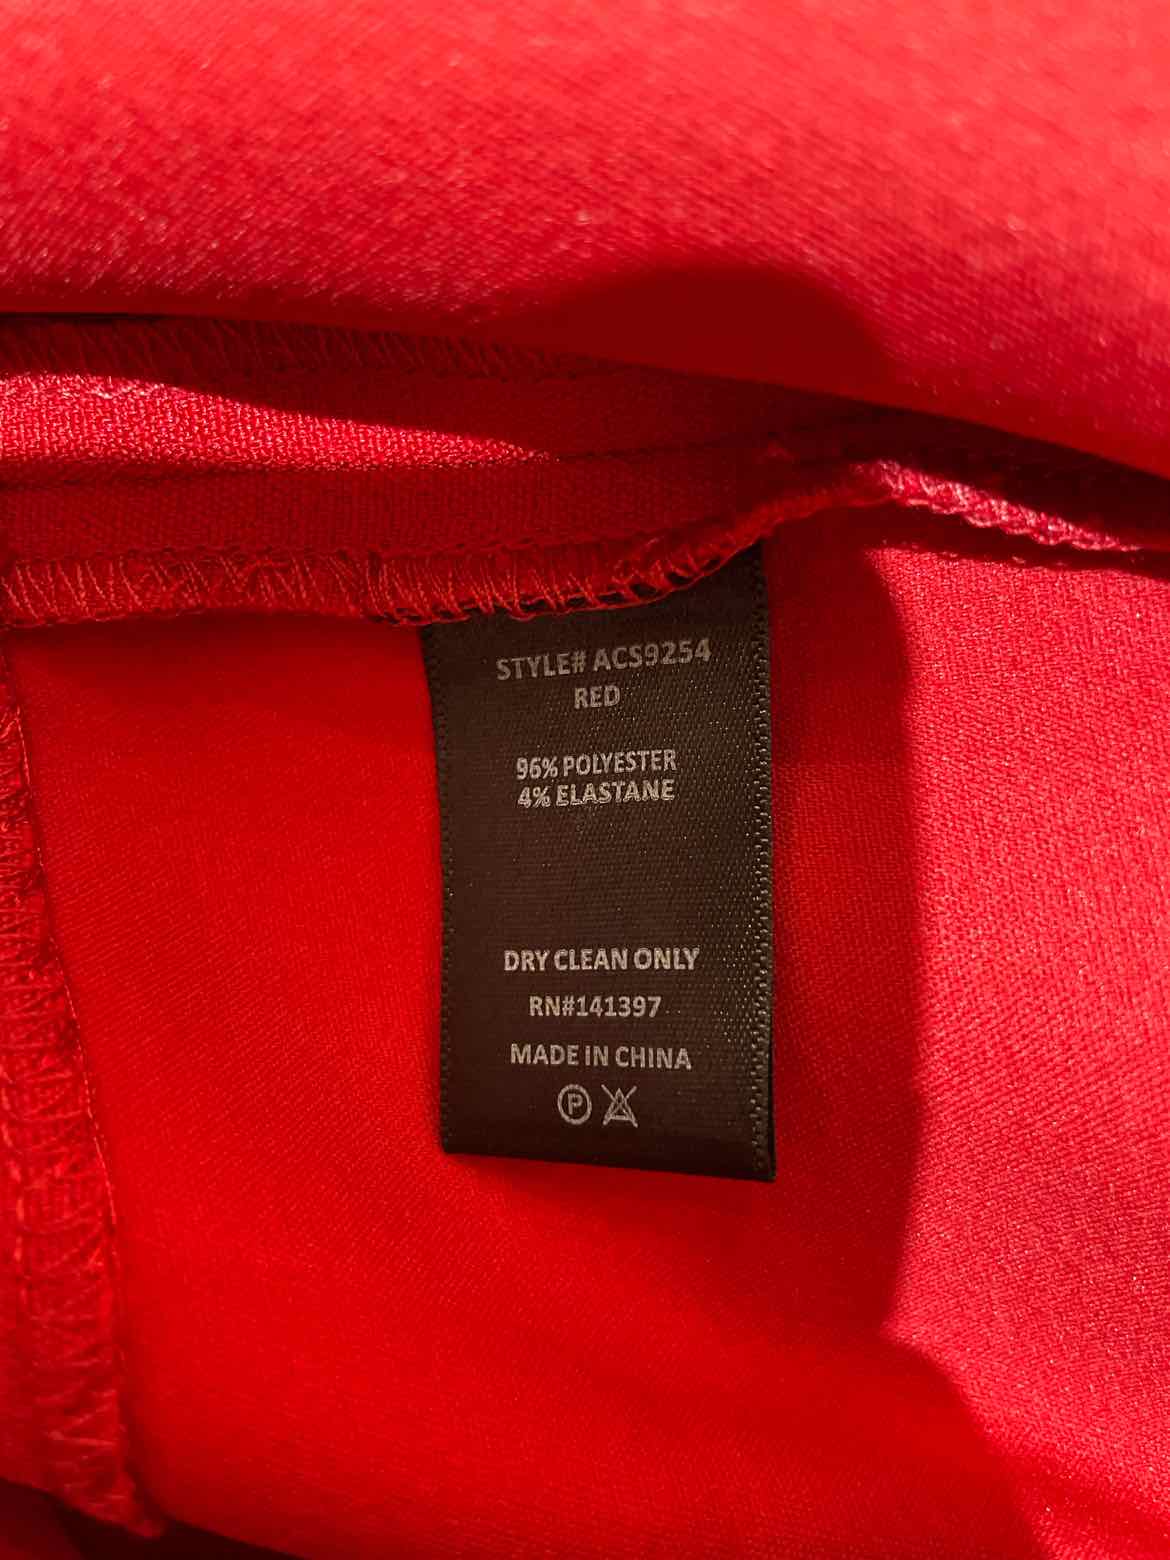 STYLE# ACS9254
RED
96% POLYESTER
4% ELASTANE
DRY CLEAN ONLY
RN#141397
MADE IN CHINA
P